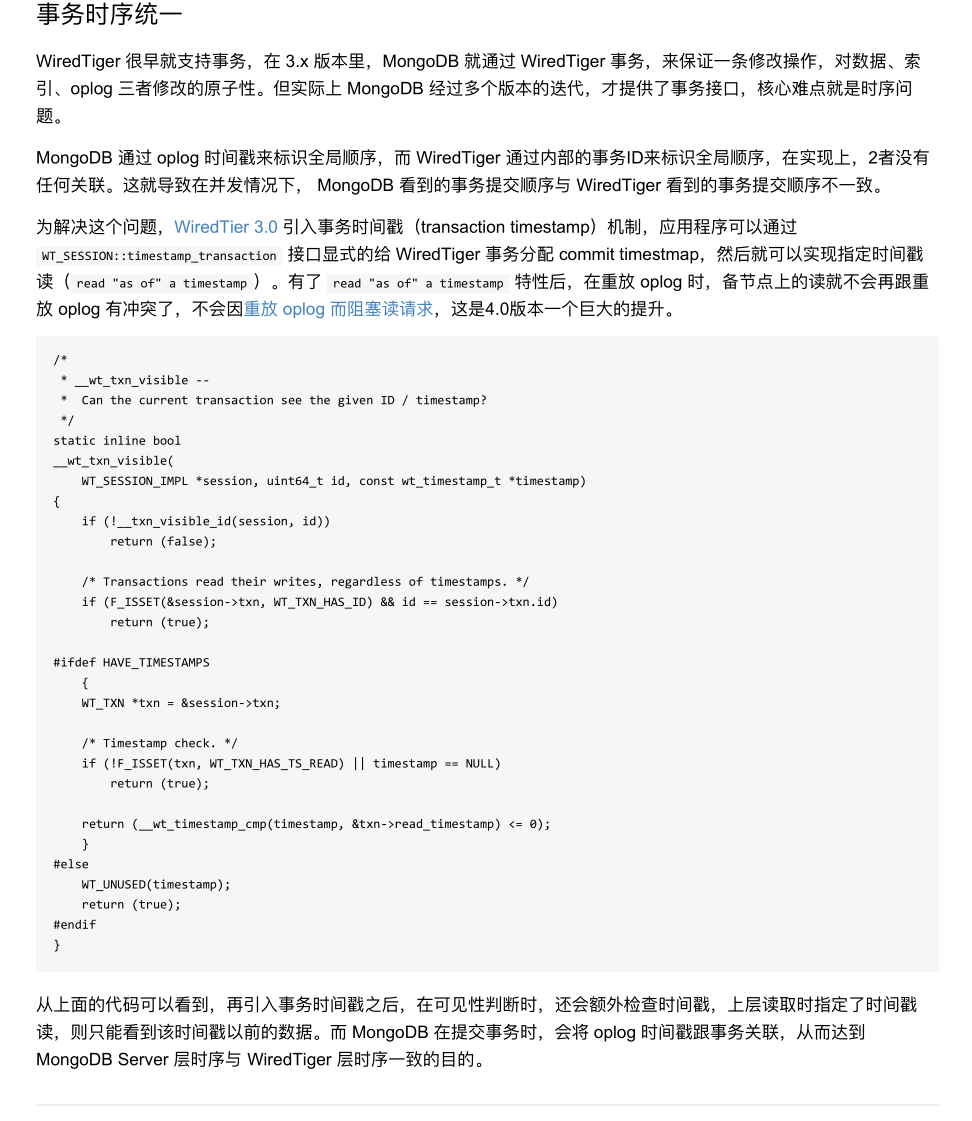 事务时序统一
WiredTiger 很早就支持事务，在 3.x 版本里，MongoDB 就通过 WiredTiger 事务，来保证一条修改操作，对数据、索
引、oplog 三者修改的原子性。但实际上 MongoDB 经过多个版本的迭代，才提供了事务接口，核心难点就是时序问
题。
MongoDB 通过 oplog 时间戳来标识全局顺序，而 WiredTiger 通过内部的事务ID来标识全局顺序，在实现上，2者没有
任何关联。这就导致在并发情况下， MongoDB 看到的事务提交顺序与 WiredTiger 看到的事务提交顺序不一致。
为解决这个问题，WiredTier 3.0 引入事务时间戳（transaction timestamp）机制，应用程序可以通过
WT_SESSION::timestamp_transaction 接口显式的给 WiredTiger 事务分配 commit timestmap，然后就可以实现指定时间戳
读（ read "as of" a timestamp ）。有了 read "as of" a timestamp 特性后，在重放 oplog 时，备节点上的读就不会再跟重
放 oplog 有冲突了，不会因重放 oplog 而阻塞读请求，这是4.0版本一个巨大的提升。
/*
 * __wt_txn_visible --
 *  Can the current transaction see the given ID / timestamp?
 */
static inline bool
__wt_txn_visible(
    WT_SESSION_IMPL *session, uint64_t id, const wt_timestamp_t *timestamp)
{
    if (!__txn_visible_id(session, id))
        return (false);
    /* Transactions read their writes, regardless of timestamps. */
    if (F_ISSET(&session->txn, WT_TXN_HAS_ID) && id == session->txn.id)
        return (true);
#ifdef HAVE_TIMESTAMPS
    {
    WT_TXN *txn = &session->txn;
    /* Timestamp check. */
    if (!F_ISSET(txn, WT_TXN_HAS_TS_READ) || timestamp == NULL)
        return (true);
    return (__wt_timestamp_cmp(timestamp, &txn->read_timestamp) <= 0);
    }
#else
    WT_UNUSED(timestamp);
    return (true);
#endif
}
从上面的代码可以看到，再引入事务时间戳之后，在可见性判断时，还会额外检查时间戳，上层读取时指定了时间戳
读，则只能看到该时间戳以前的数据。而 MongoDB 在提交事务时，会将 oplog 时间戳跟事务关联，从而达到
MongoDB Server 层时序与 WiredTiger 层时序一致的目的。